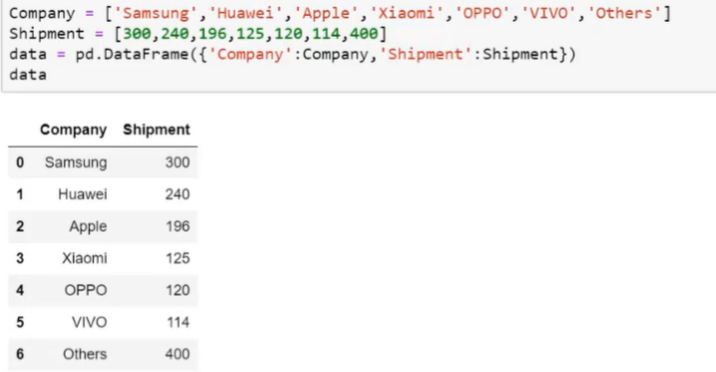 Company = ['Samsung','Huawei','Apple','Xiaomi','OPPO','VIVO','Others']
Shipment = [300,240,196,125,120,114,400]
data = pd.DataFrame({'Company':Company,'Shipment':Shipment})
data
Company Shipment
0 Samsung 300
1 Huawei 240
2 Apple 196
3 Xiaomi 125
4 OPPO 120
5 VIVO 114
6 Others 400